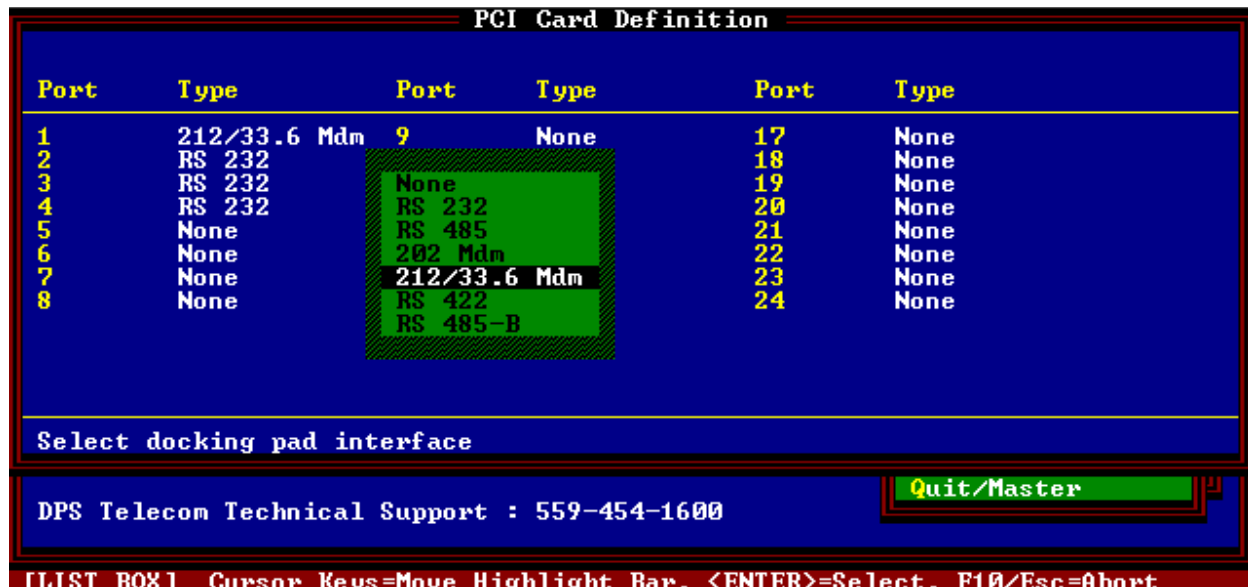 PCI Card Definition
Port Type Port Type Port Type
1 212/33.6 Mdm 9 None 17 None
2 RS 232 18 None
3 RS 232 None 19 None
4 RS 232 RS 232 20 None
5 None RS 485 21 None
6 None 202 Mdm 22 None
7 None 212/33.6 Mdm 23 None
8 None RS 422 24 None
RS 485-B
Select docking pad interface
Quit/Master
DPS Telecom Technical Support : 559-454-1600
[LIST BOX] Cursor Keys=Move Highlight Bar, <ENTER>=Select, F10/Esc=Abort